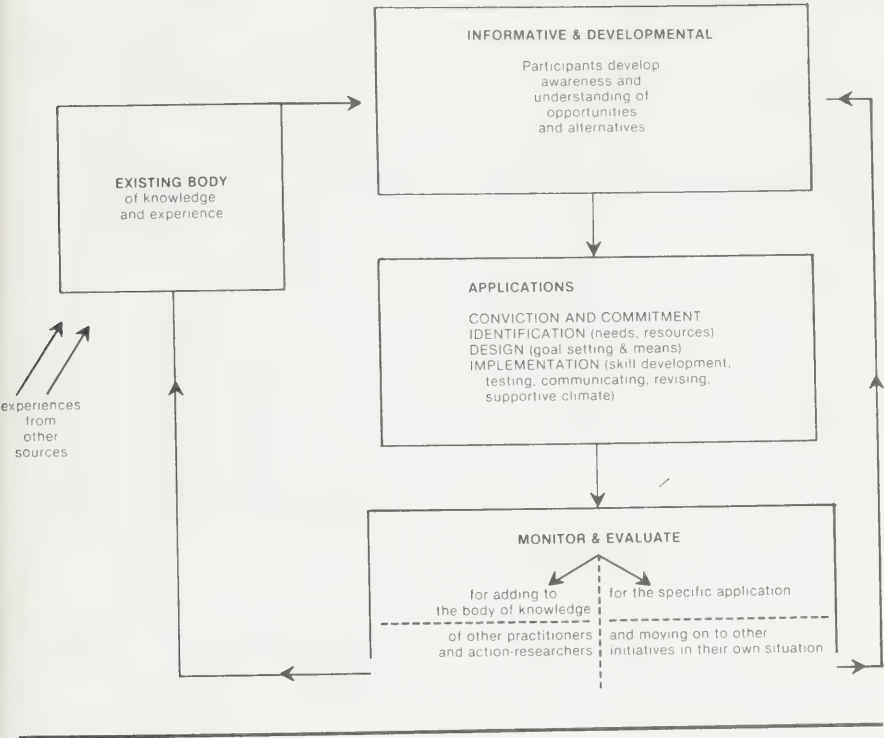 INFORMATIVE & DEVELOPMENTAL
Participants develop
awareness and
understanding of
opportunities
and alternatives
EXISTING BODY
of knowledge
and experience
experiences
from
other
sources
APPLICATIONS
CONVICTION AND COMMITMENT
IDENTIFICATION (needs, resources)
DESIGN (goal setting & means)
IMPLEMENTATION (skill development,
testing, communicating, revising,
supportive climate)
MONITOR & EVALUATE
for adding to
the body of knowledge
of other practitioners
and action-researchers
for the specific application
and moving on to other
initiatives in their own situation